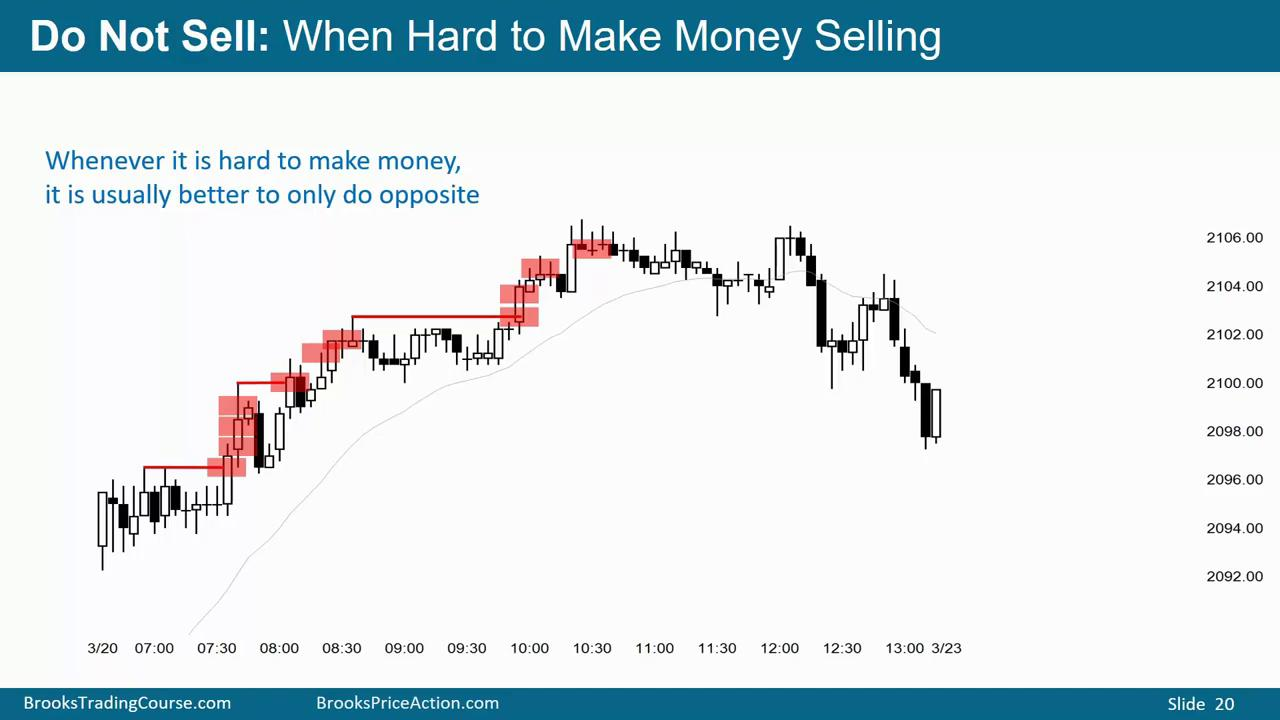 Do Not Sell: When Hard to Make Money Selling
Whenever it is hard to make money,
it is usually better to only do opposite
2106.00
2104.00
2102.00
2100.00
2098.00
2096.00
2094.00
2092.00
3/20 07:00 07:30 08:00 08:30 09:00 09:30 10:00 10:30 11:00 11:30 12:00 12:30 13:00 3/23
BrooksTradingCourse.com BrooksPriceAction.com Slide 20